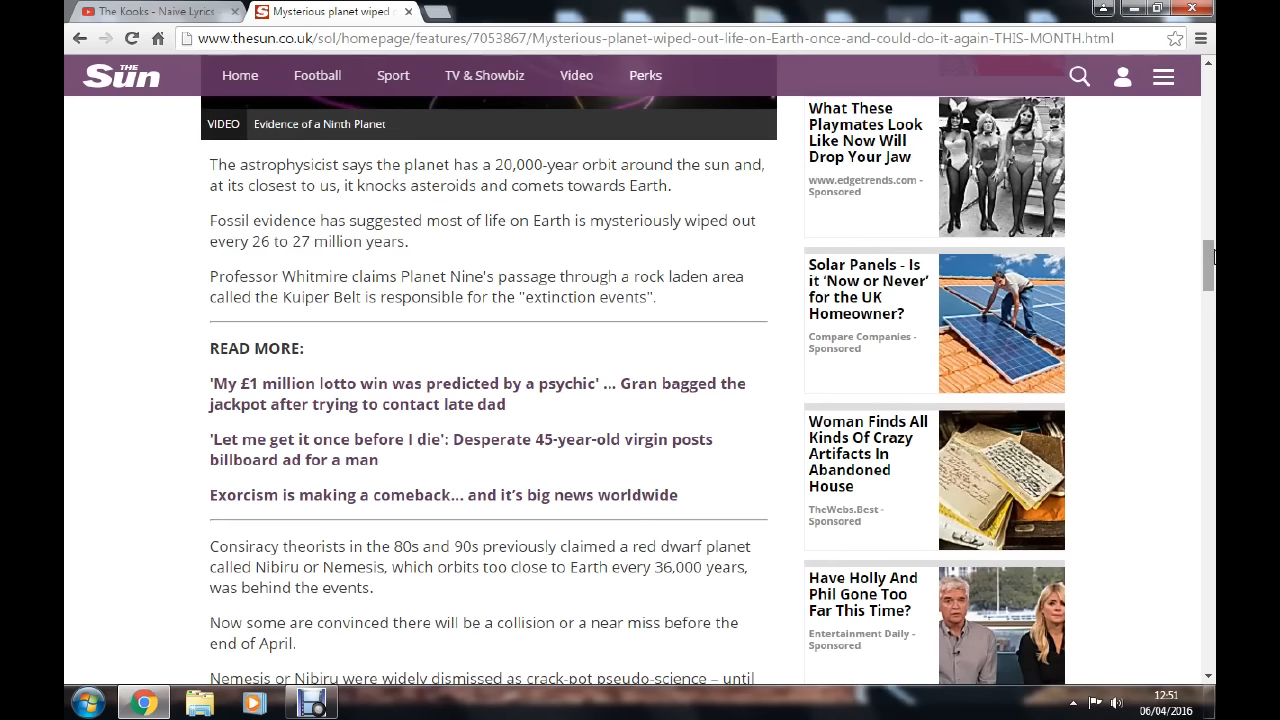 The Kooks - Naive Lyrics
Mysterious planet wiped
www.thesun.co.uk/sol/homepage/features/7053867/Mysterious-planet-wiped-out-life-on-Earth-once-and-could-do-it-again-THIS-MONTH.html
THE Sun
Home Football Sport TV & Showbiz Video Perks
VIDEO Evidence of a Ninth Planet
The astrophysicist says the planet has a 20,000-year orbit around the sun and,
at its closest to us, it knocks asteroids and comets towards Earth.
Fossil evidence has suggested most of life on Earth is mysteriously wiped out
every 26 to 27 million years.
Professor Whitmire claims Planet Nine's passage through a rock laden area
called the Kuiper Belt is responsible for the "extinction events".
READ MORE:
'My £1 million lotto win was predicted by a psychic' ... Gran bagged the
jackpot after trying to contact late dad
'Let me get it once before I die': Desperate 45-year-old virgin posts
billboard ad for a man
Exorcism is making a comeback... and it's big news worldwide
Consiracy theorists in the 80s and 90s previously claimed a red dwarf planet
called Nibiru or Nemesis, which orbits too close to Earth every 36,000 years,
was behind the events.
Now some are convinced there will be a collision or a near miss before the
end of April.
Nemesis or Nibiru were widely dismissed as crack-pot pseudo-science – until
What These
Playmates Look
Like Now Will
Drop Your Jaw
www.edgetrends.com -
Sponsored
Solar Panels - Is
it ‘Now or Never’
for the UK
Homeowner?
Compare Companies -
Sponsored
Woman Finds All
Kinds Of Crazy
Artifacts In
Abandoned
House
TheWebs.Best -
Sponsored
Have Holly And
Phil Gone Too
Far This Time?
Entertainment Daily -
Sponsored
12:51
06/04/2016